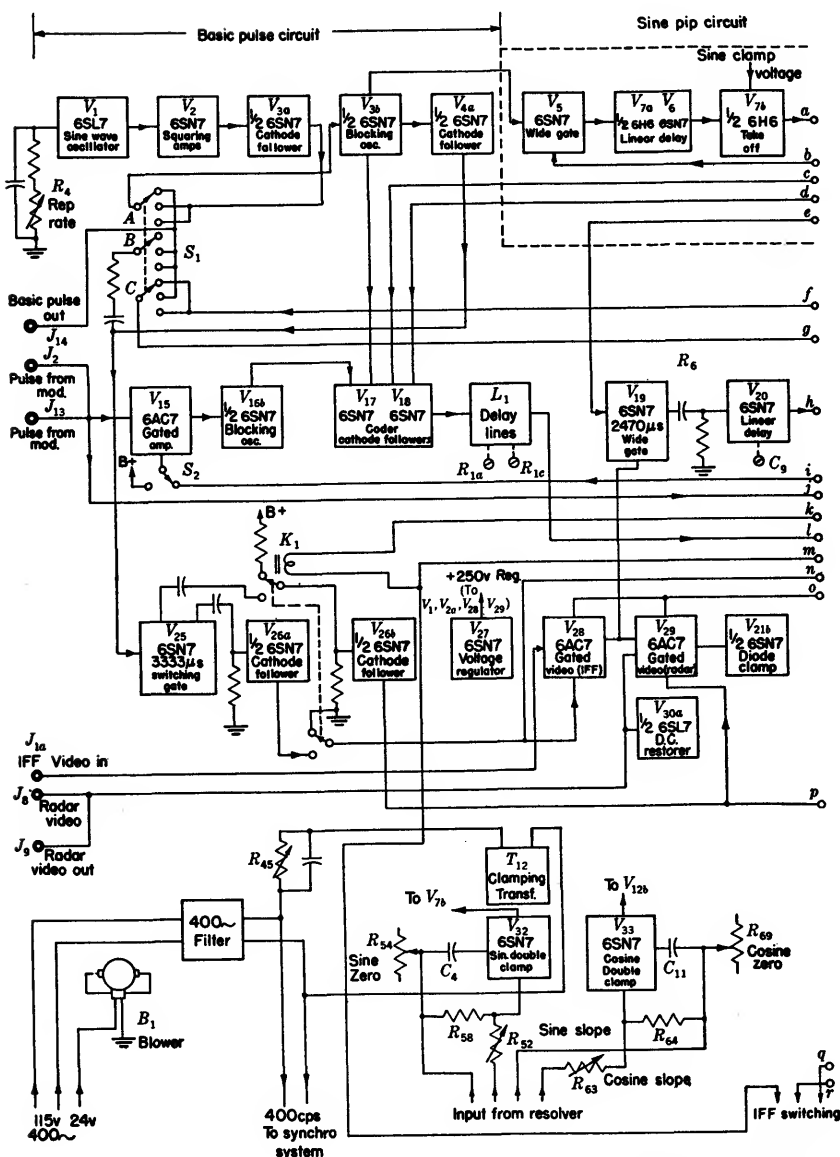 Basic pulse circuit
Sine pip circuit
Sine clamp
voltage
V1
6SL7
Sine wave
oscillator
V2
6SN7
Squaring
amps
V3a
½ 6SN7
Cathode
follower
V3b
½ 6SN7
Blocking
osc.
V4a
½ 6SN7
Cathode
follower
V5
6SN7
Wide gate
V7a V6
½ 6H6 6SN7
Linear delay
V7b
½ 6H6
Take
off
a
b
c
d
e
R4
Rep
rate
A
B
S1
C
f
g
Basic pulse
out
J14
J2
Pulse from
mod.
J13
Pulse from
mod.
V15
6AC7
Gated
amp.
V16b
½ 6SN7
Blocking
osc.
V17 V18
6SN7 6SN7
Coder
cathode followers
L1
Delay
lines
R1a R1c
V19
6SN7
2470μs
Wide
gate
R6
V20
6SN7
Linear
delay
C9
h
B+
S2
i
j
k
l
m
n
o
B+
K1
+250v Reg.
(To
V1, V2a, V28 V29)
V25
6SN7
3333μs
switching
gate
V26a
½ 6SN7
Cathode
follower
V26b
½ 6SN7
Cathode
follower
V27
6SN7
Voltage
regulator
V28
6AC7
Gated
video (IFF)
V29
6AC7
Gated
video(radar)
V21b
½ 6SN7
Diode
clamp
V30a
½ 6SL7
D.C.
restorer
J1a
IFF Video in
J8
Radar
video
J9
Radar
video out
p
R45
T12
Clamping
Transf.
400~
Filter
To V7b
V32
6SN7
Sin. double
clamp
R54
Sine
Zero
C4
To V12b
V33
6SN7
Cosine
Double
clamp
C11
R69
Cosine
zero
B1
Blower
R58
R52
Sine slope
R64
R63
Cosine slope
115v 24v
400~
400cps
To synchro
system
Input from resolver
q
r
IFF switching